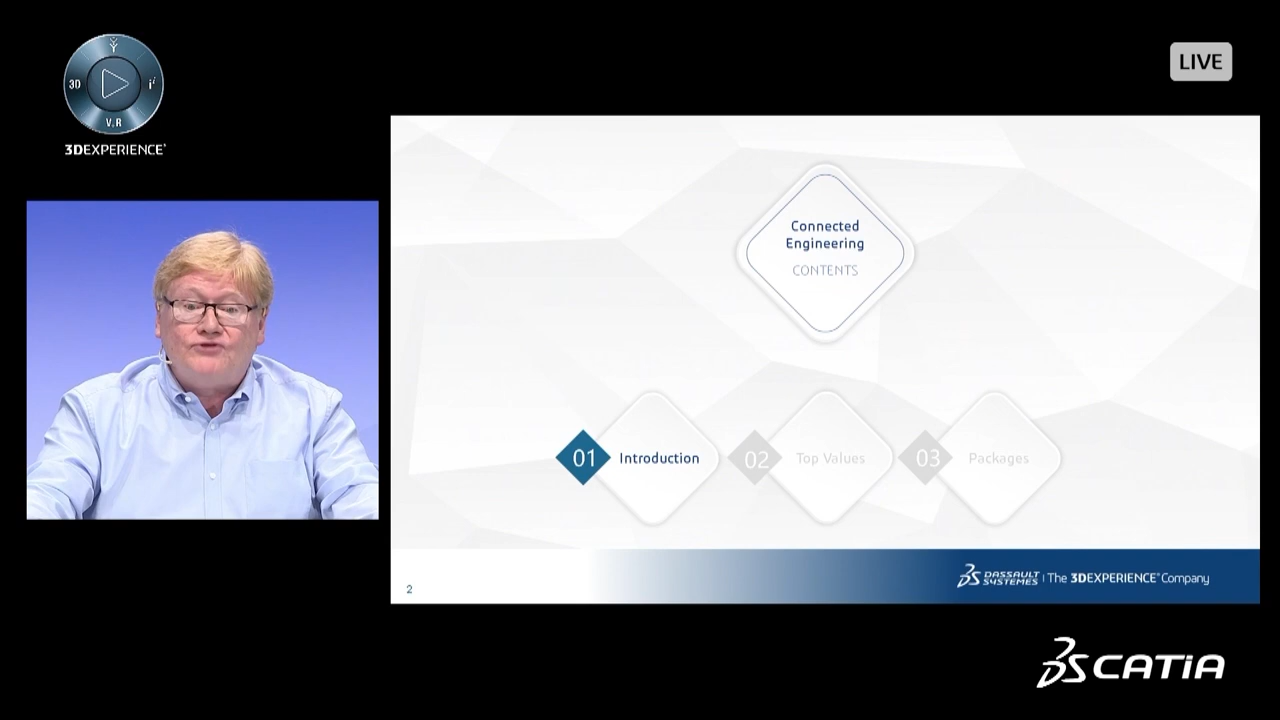 3D
i
V.R
3DEXPERIENCE
LIVE
Connected
Engineering
CONTENTS
01
Introduction
02
Top Values
03
Packages
2
DASSAULT
SYSTEMES
The 3DEXPERIENCE Company
CATIA